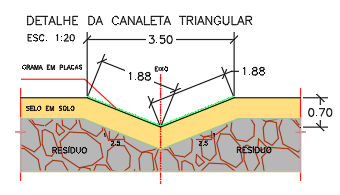 DETALHE DA CANALETA TRIANGULAR
ESC. 1:20
3.50
GRAMA EM PLACAS
EIXO
1.88
1.88
SELO EM SOLO
0.70
1
2.5
1
2.5
RESÍDUO
RESÍDUO